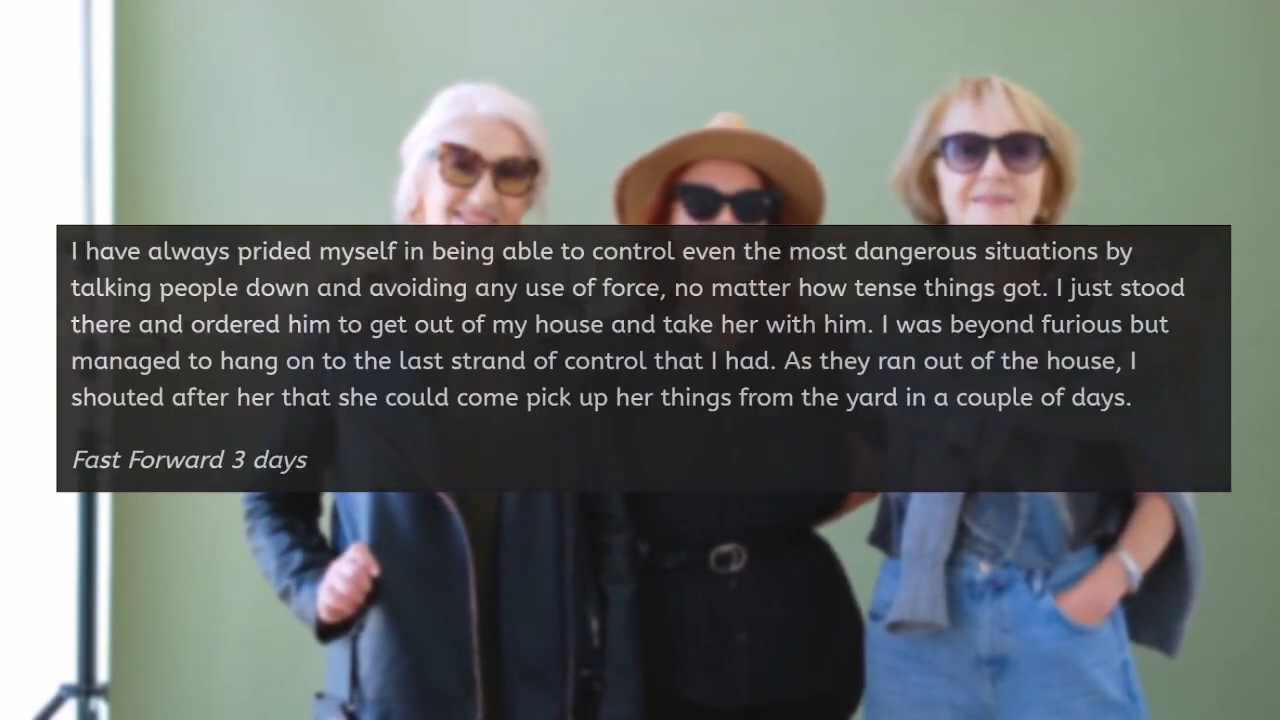 I have always prided myself in being able to control even the most dangerous situations by
talking people down and avoiding any use of force, no matter how tense things got. I just stood
there and ordered him to get out of my house and take her with him. I was beyond furious but
managed to hang on to the last strand of control that I had. As they ran out of the house, I
shouted after her that she could come pick up her things from the yard in a couple of days.
Fast Forward 3 days